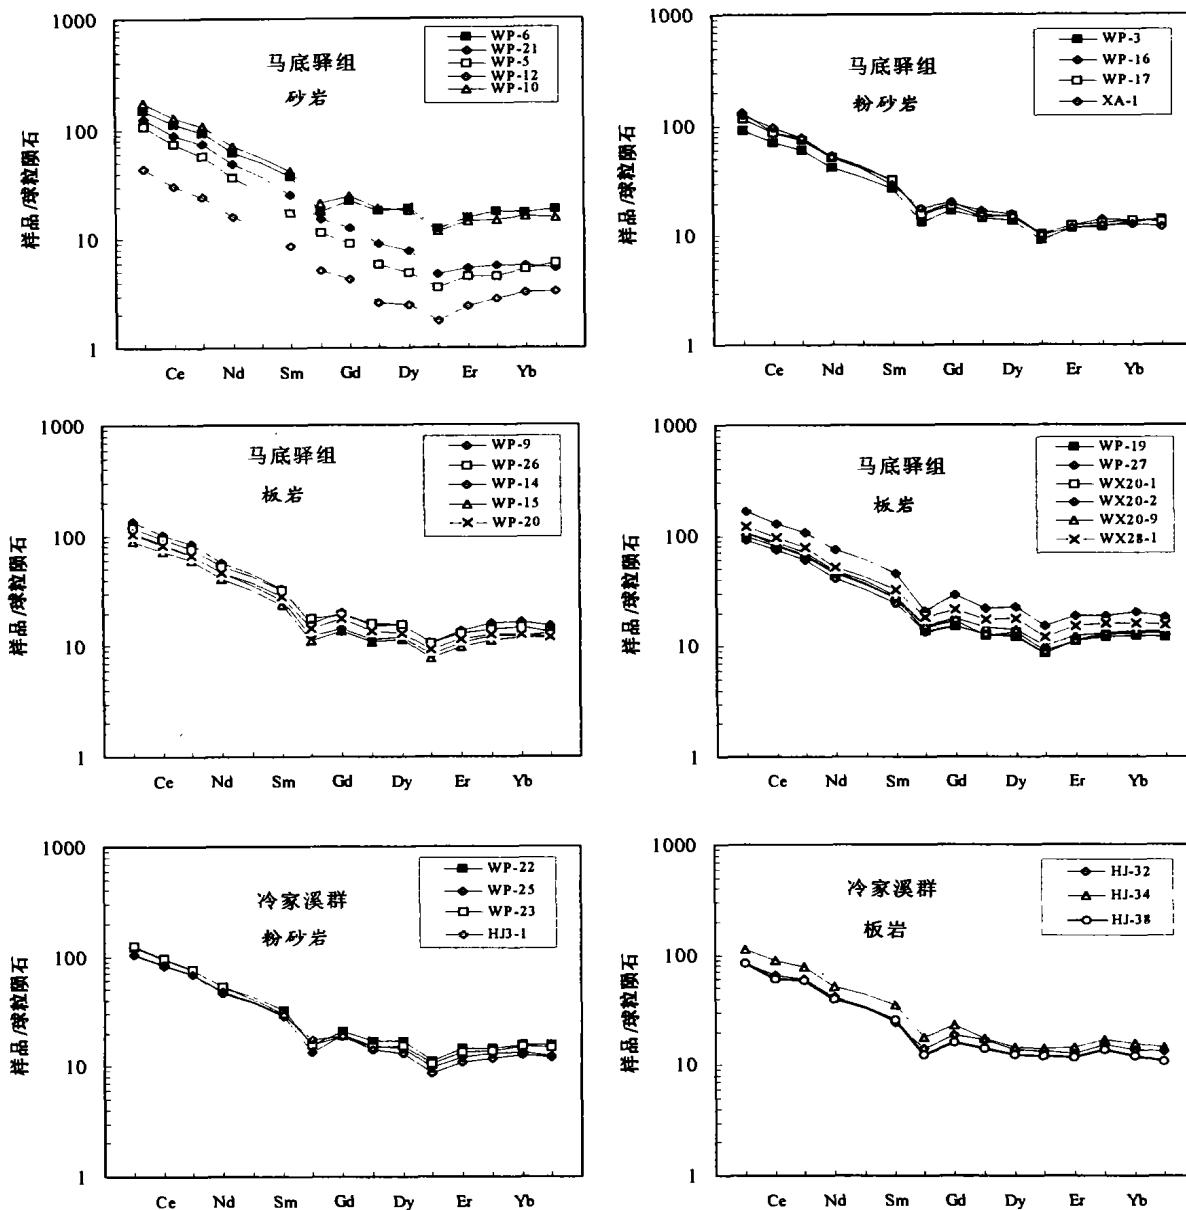 1000
100
10
1
样品/球粒陨石
马底驿组
砂岩
WP-6
WP-21
WP-5
WP-12
WP-10
Ce Nd Sm Gd Dy Er Yb
1000
100
10
1
样品/球粒陨石
马底驿组
粉砂岩
WP-3
WP-16
WP-17
XA-1
Ce Nd Sm Gd Dy Er Yb
1000
100
10
1
样品/球粒陨石
马底驿组
板岩
WP-9
WP-26
WP-14
WP-15
WP-20
Ce Nd Sm Gd Dy Er Yb
1000
100
10
1
样品/球粒陨石
马底驿组
板岩
WP-19
WP-27
WX20-1
WX20-2
WX20-9
WX28-1
Ce Nd Sm Gd Dy Er Yb
1000
100
10
1
样品/球粒陨石
冷家溪群
粉砂岩
WP-22
WP-25
WP-23
HJ3-1
Ce Nd Sm Gd Dy Er Yb
1000
100
10
1
样品/球粒陨石
冷家溪群
板岩
HJ-32
HJ-34
HJ-38
Ce Nd Sm Gd Dy Er Yb